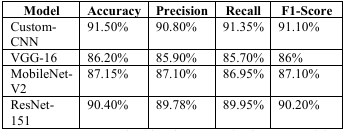 Model Accuracy Precision Recall F1-Score
Custom- 91.50% 90.80% 91.35% 91.10%
CNN
VGG-16 86.20% 85.90% 85.70% 86%
MobileNet- 87.15% 87.10% 86.95% 87.10%
V2
ResNet- 90.40% 89.78% 89.95% 90.20%
151